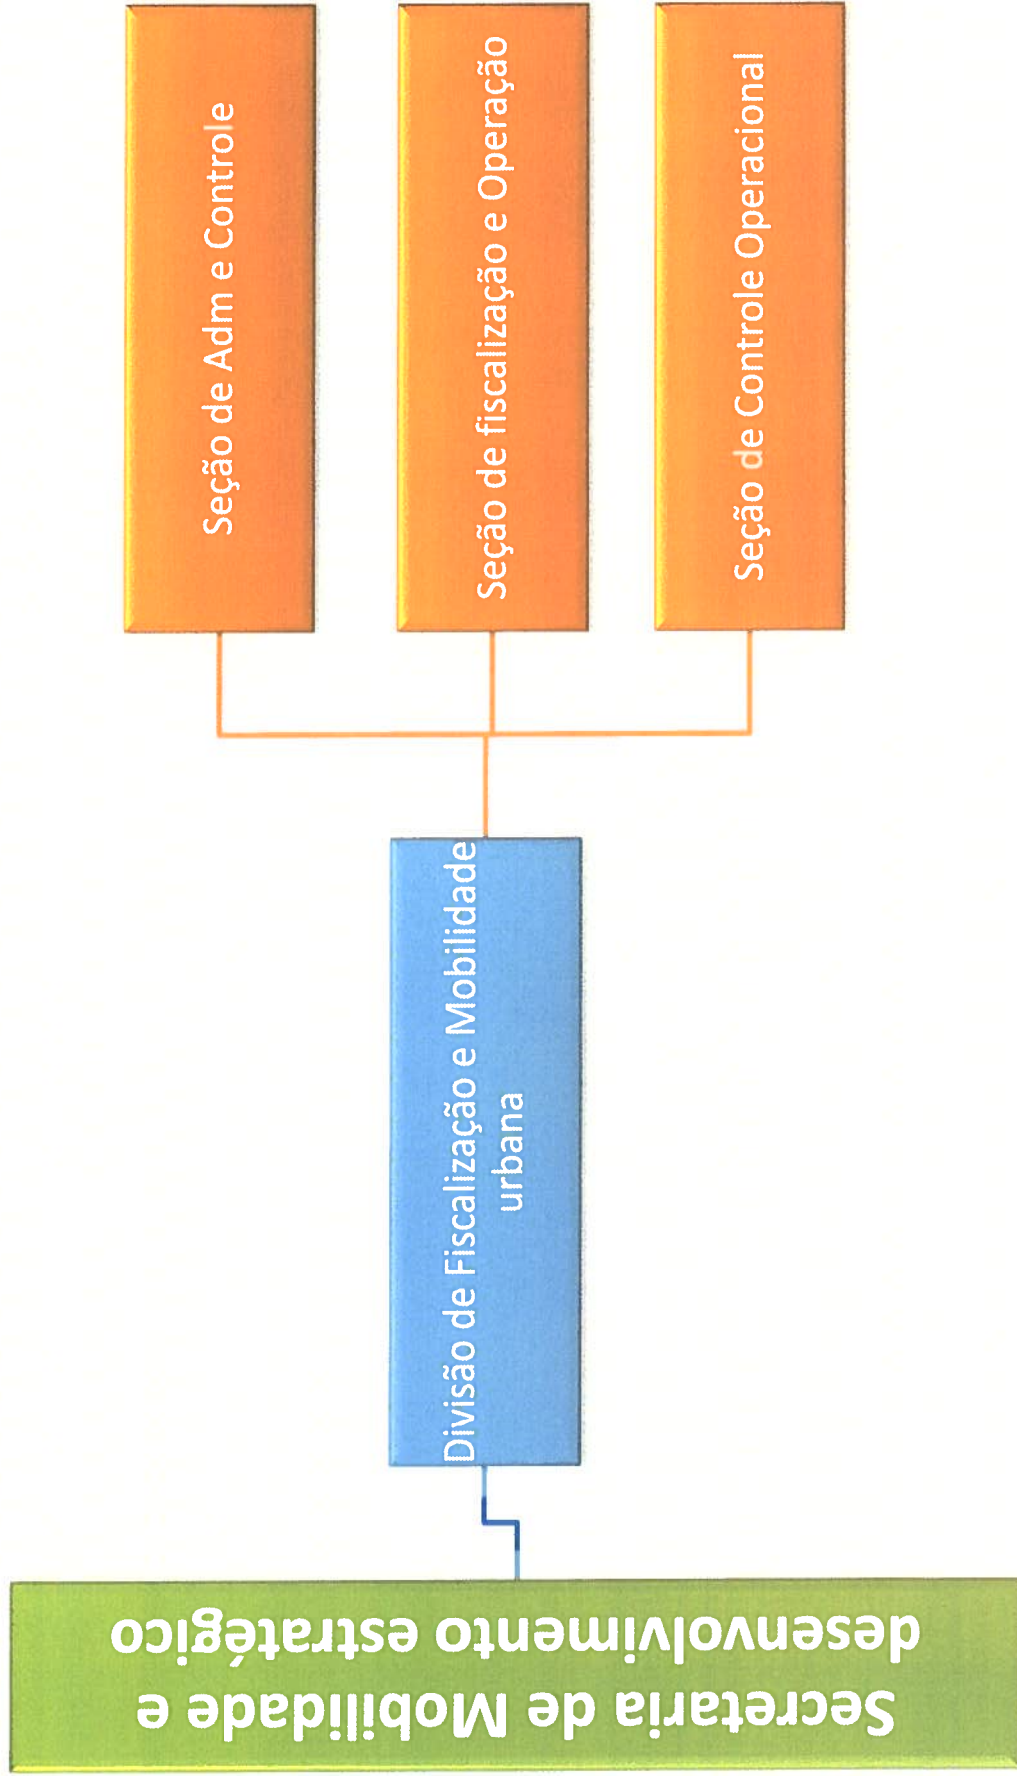 Secretaria de Mobilidade e
desenvolvimento estratégico
Divisão de Fiscalização e Mobilidade
urbana
Seção de Adm e Controle
Seção de fiscalização e Operação
Seção de Controle Operacional